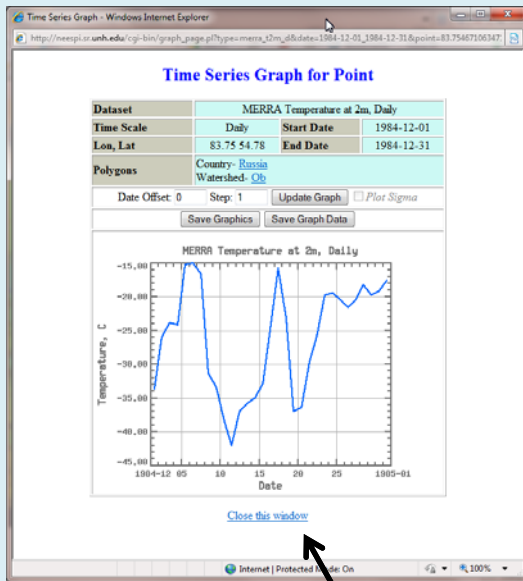 Time Series Graph - Windows Internet Explorer
http://neespi.sr.unh.edu/cgi-bin/graph_page.pl?type=merra_t2m_d&date=1984-12-01_1984-12-31&point=83.75467106347
Time Series Graph for Point
Dataset MERRA Temperature at 2m, Daily
Time Scale Daily Start Date 1984-12-01
Lon, Lat 83.75 54.78 End Date 1984-12-31
Polygons Country- Russia
Watershed- Ob
Date Offset: 0 Step: 1 Update Graph Plot Sigma
Save Graphics Save Graph Data
MERRA Temperature at 2m, Daily
Temperature, C
-15,00
-20,00
-25,00
-30,00
-35,00
-40,00
-45,00
1984-12 05 10 15 20 25 1985-01
Date
Close this window
Internet | Protected Mode: On 100%